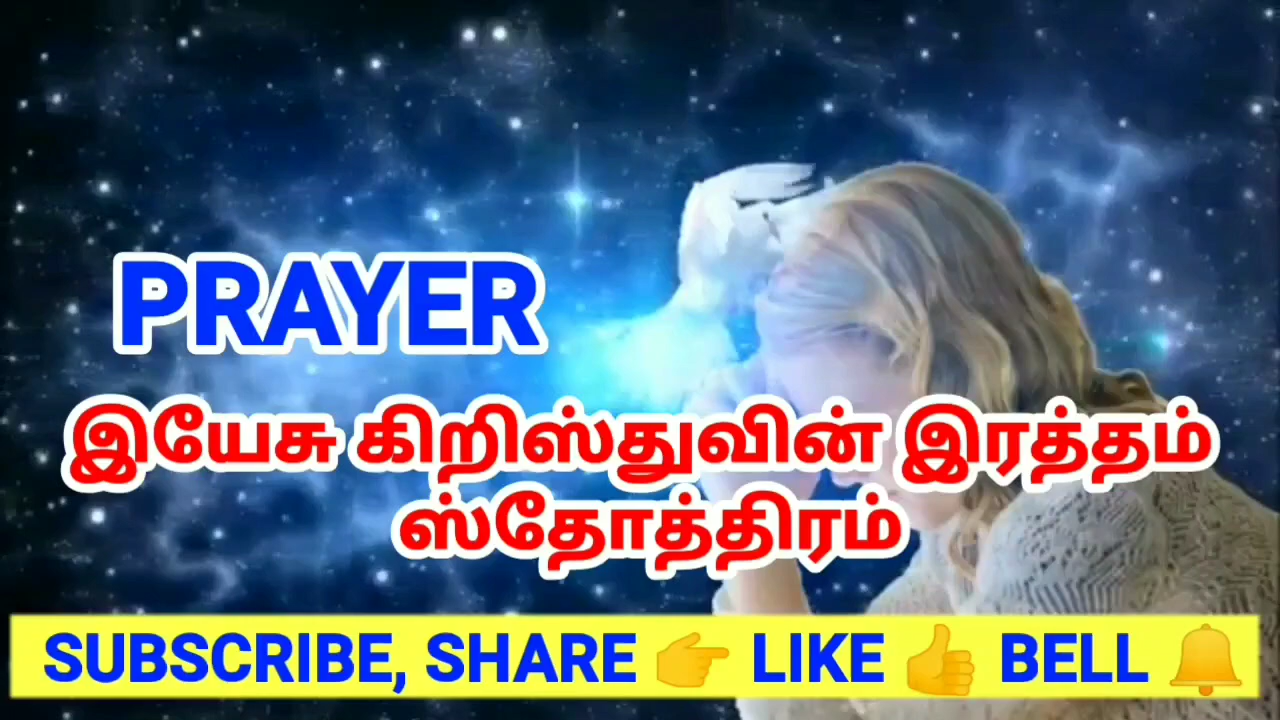 PRAYER
இயேசு கிறிஸ்துவின் இரத்தம்
ஸ்தோத்திரம்
SUBSCRIBE, SHARE 👉 LIKE 👍 BELL 🔔